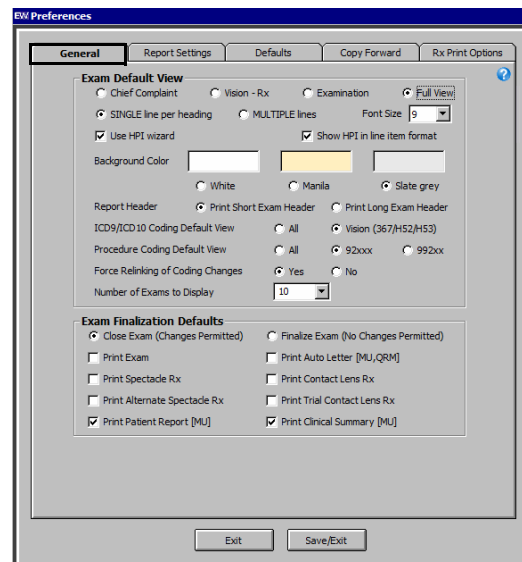 EW Preferences
General Report Settings Defaults Copy Forward Rx Print Options
?
Exam Default View
Chief Complaint Vision - Rx Examination Full View
SINGLE line per heading MULTIPLE lines Font Size 9
Use HPI wizard Show HPI in line item format
Background Color
White Manila Slate grey
Report Header Print Short Exam Header Print Long Exam Header
ICD9/ICD10 Coding Default View All Vision (367/H52/H53)
Procedure Coding Default View All 92xxx 992xx
Force Relinking of Coding Changes Yes No
Number of Exams to Display 10
Exam Finalization Defaults
Close Exam (Changes Permitted) Finalize Exam (No Changes Permitted)
Print Exam Print Auto Letter [MU,QRM]
Print Spectacle Rx Print Contact Lens Rx
Print Alternate Spectacle Rx Print Trial Contact Lens Rx
Print Patient Report [MU] Print Clinical Summary [MU]
Exit Save/Exit